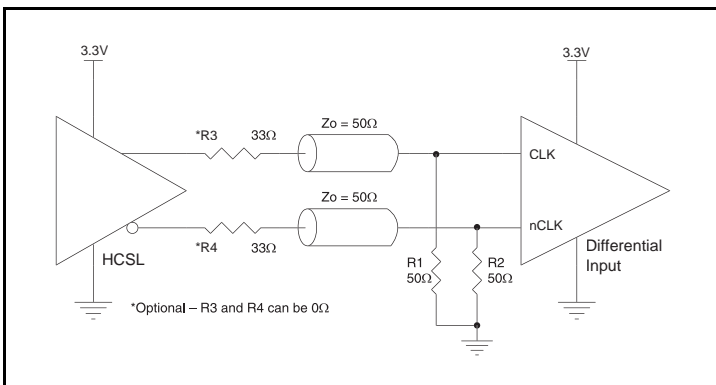 3.3V
3.3V
*R3 33Ω
Zo = 50Ω
CLK
Zo = 50Ω
nCLK
*R4 33Ω
HCSL
R1
50Ω
R2
50Ω
Differential
Input
*Optional – R3 and R4 can be 0Ω